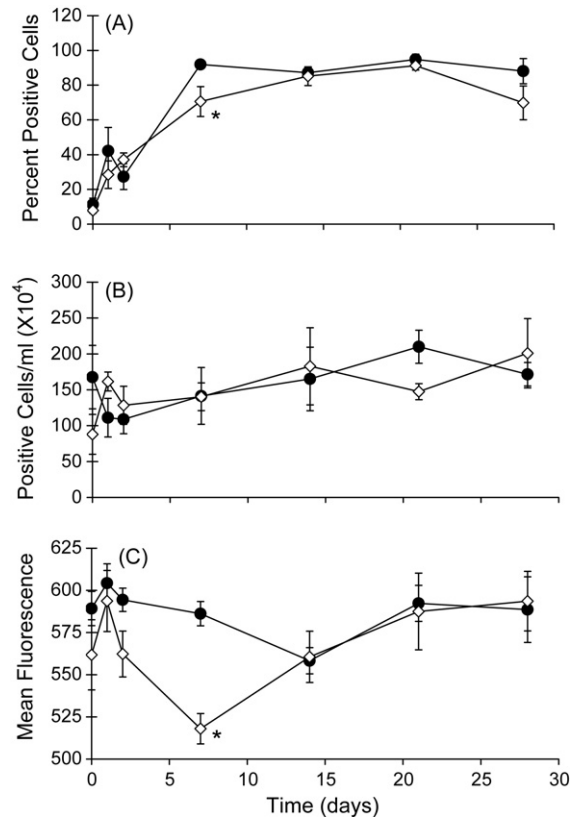 (A)
Percent Positive Cells
120
100
80
60
40
20
0
*
(B)
Positive Cells/ml (X10⁴)
300
250
200
150
100
50
0
(C)
Mean Fluorescence
625
600
575
550
525
500
*
0 5 10 15 20 25 30
Time (days)